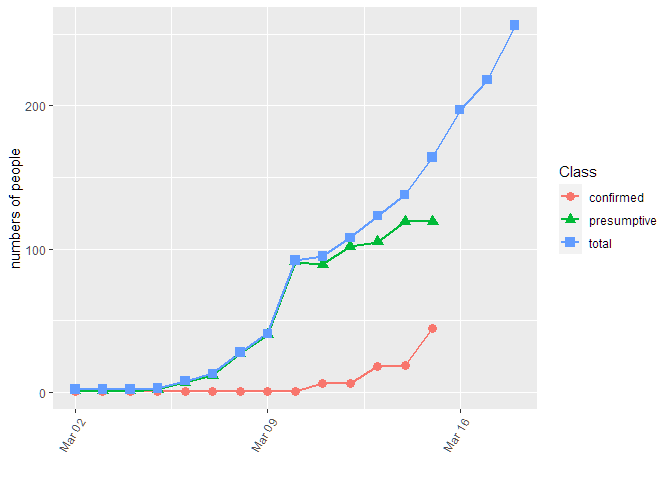 200
100
0
numbers of people
Mar 02
Mar 09
Mar 16
Class
confirmed
presumptive
total